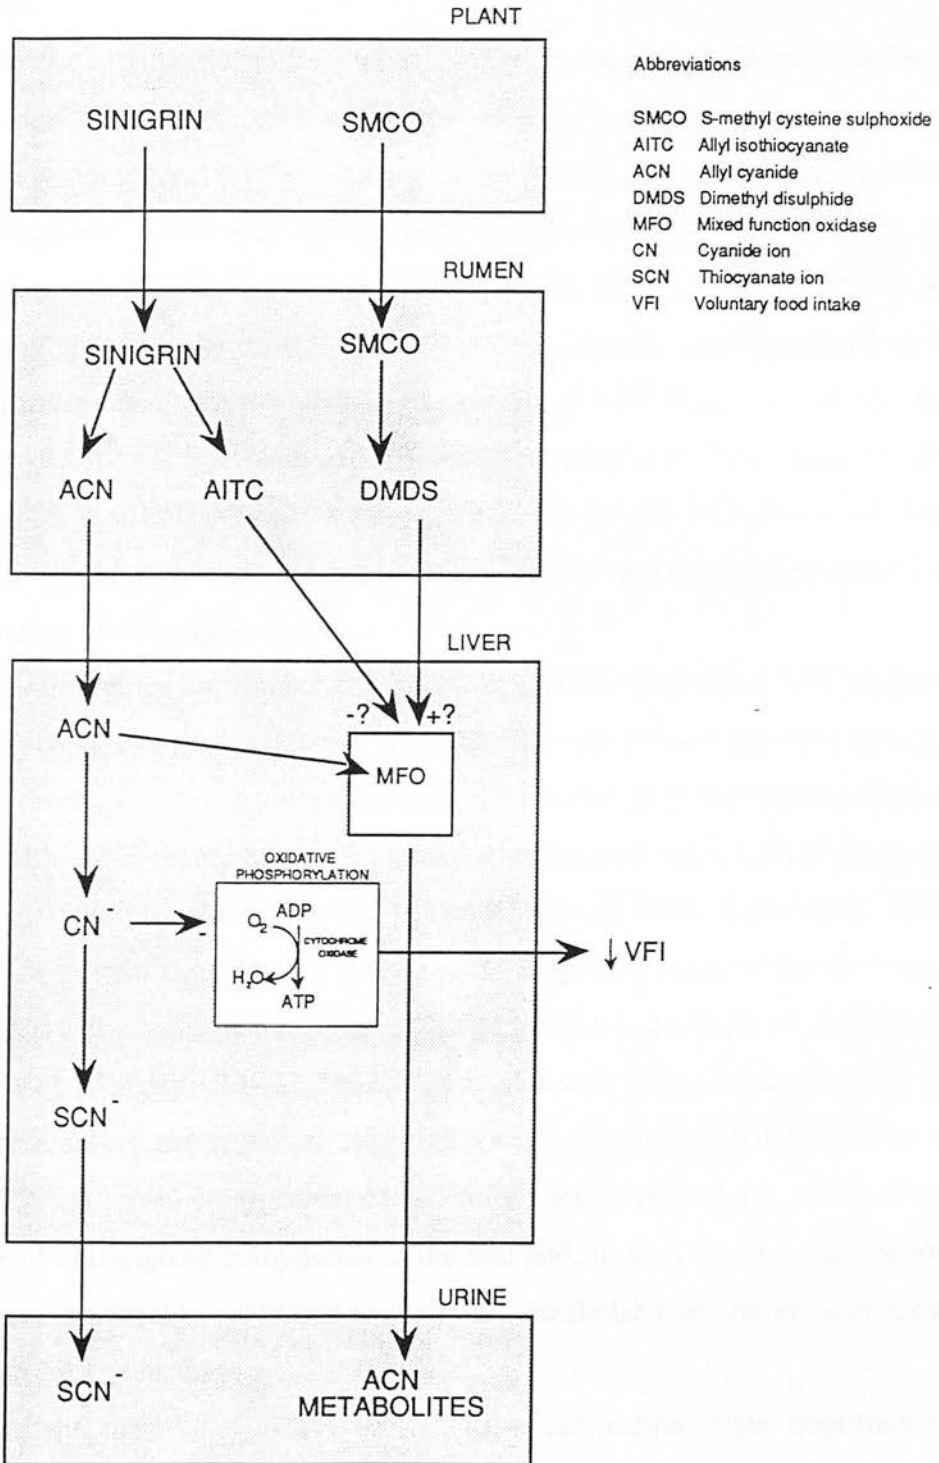 PLANT
SINIGRIN SMCO
Abbreviations
SMCO S-methyl cysteine sulphoxide
AITC Allyl isothiocyanate
ACN Allyl cyanide
DMDS Dimethyl disulphide
MFO Mixed function oxidase
CN Cyanide ion
SCN Thiocyanate ion
VFI Voluntary food intake
RUMEN
SINIGRIN SMCO
ACN AITC DMDS
LIVER
-? +?
ACN
MFO
OXIDATIVE
PHOSPHORYLATION
CN⁻ -
O₂ ADP
CYTOCHROME
OXIDASE
H₂O
ATP
↓ VFI
SCN⁻
URINE
SCN⁻
ACN
METABOLITES